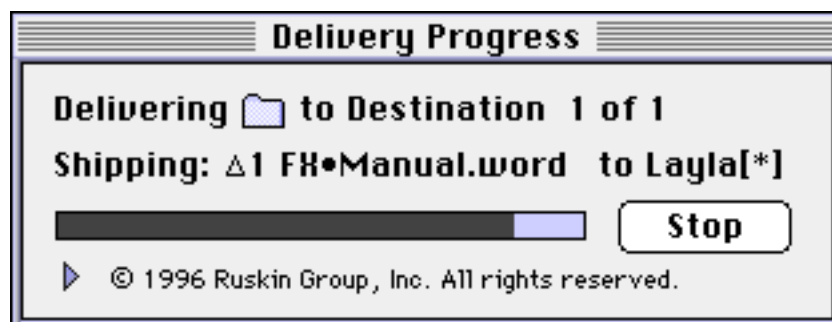 Delivery Progress
Delivering to Destination 1 of 1
Shipping: △1 FX•Manual.word to Layla[*]
Stop
© 1996 Ruskin Group, Inc. All rights reserved.